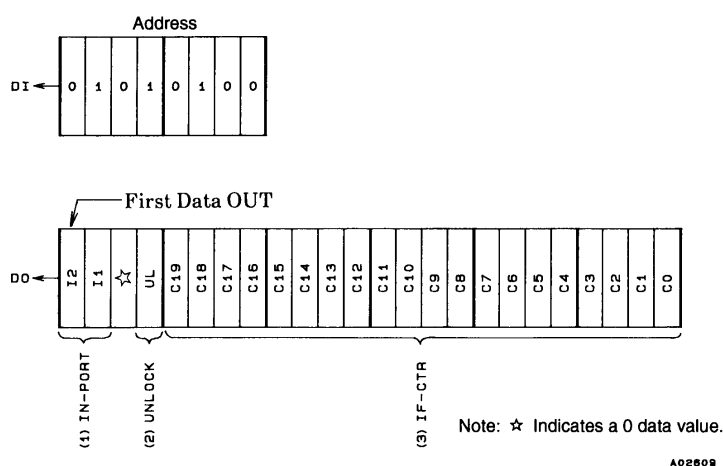 Address
DI 0 1 0 1 0 1 0 0
First Data OUT
DO I2 I1 ☆ UL C19 C18 C17 C16 C15 C14 C13 C12 C11 C10 C9 C8 C7 C6 C5 C4 C3 C2 C1 C0
(1) IN-PORT
(2) UNLOCK
(3) IF-CTR
Note: ☆ Indicates a 0 data value.
A02609